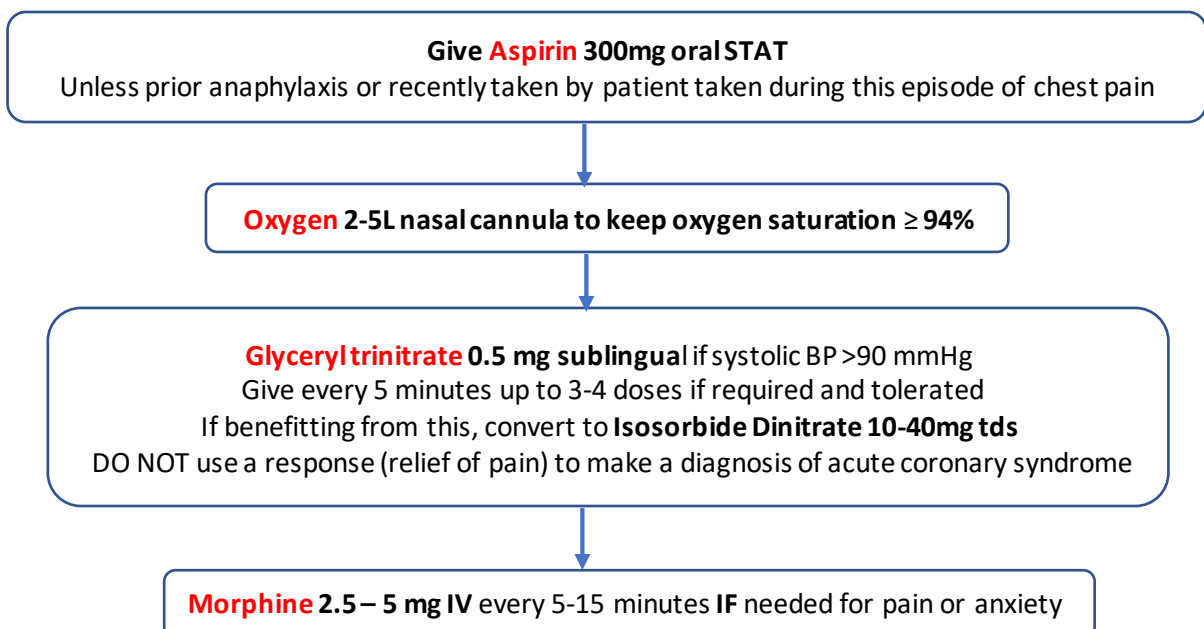 Give Aspirin 300mg oral STAT
Unless prior anaphylaxis or recently taken by patient taken during this episode of chest pain
Oxygen 2-5L nasal cannula to keep oxygen saturation ≥ 94%
Glyceryl trinitrate 0.5 mg sublingual if systolic BP >90 mmHg
Give every 5 minutes up to 3-4 doses if required and tolerated
If benefitting from this, convert to Isosorbide Dinitrate 10-40mg tds
DO NOT use a response (relief of pain) to make a diagnosis of acute coronary syndrome
Morphine 2.5 – 5 mg IV every 5-15 minutes IF needed for pain or anxiety